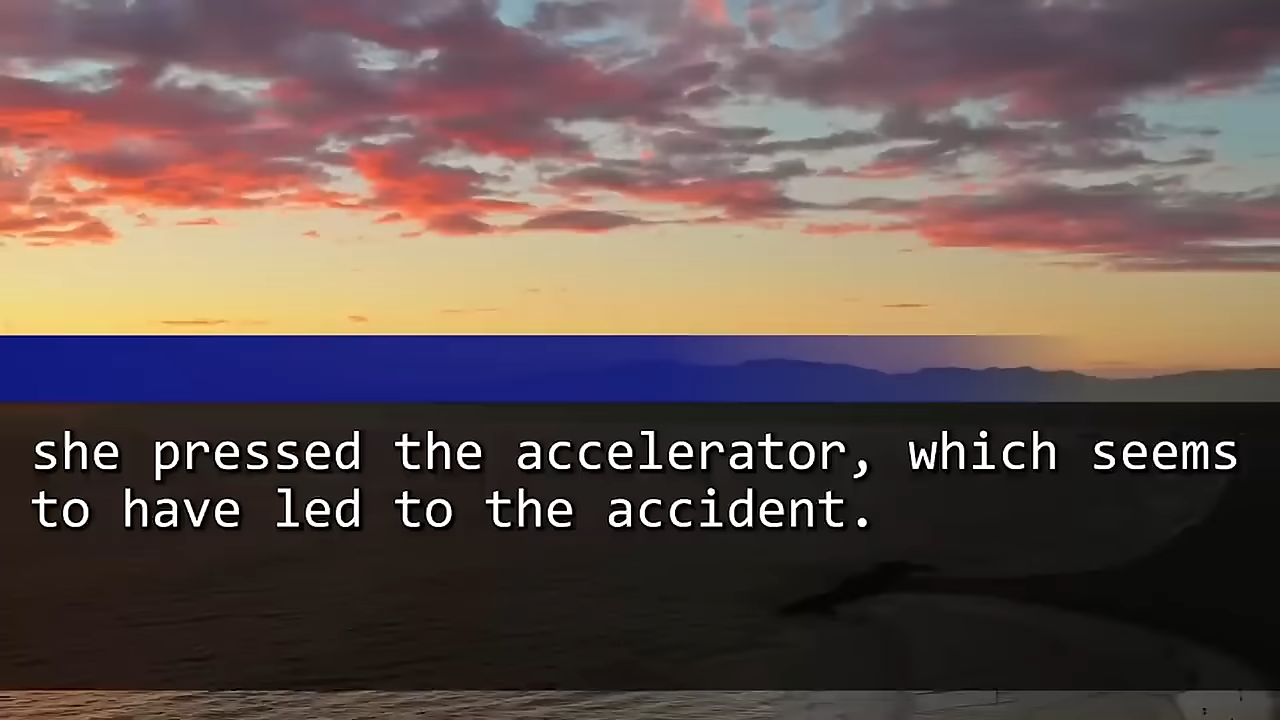 she pressed the accelerator, which seems
to have led to the accident.